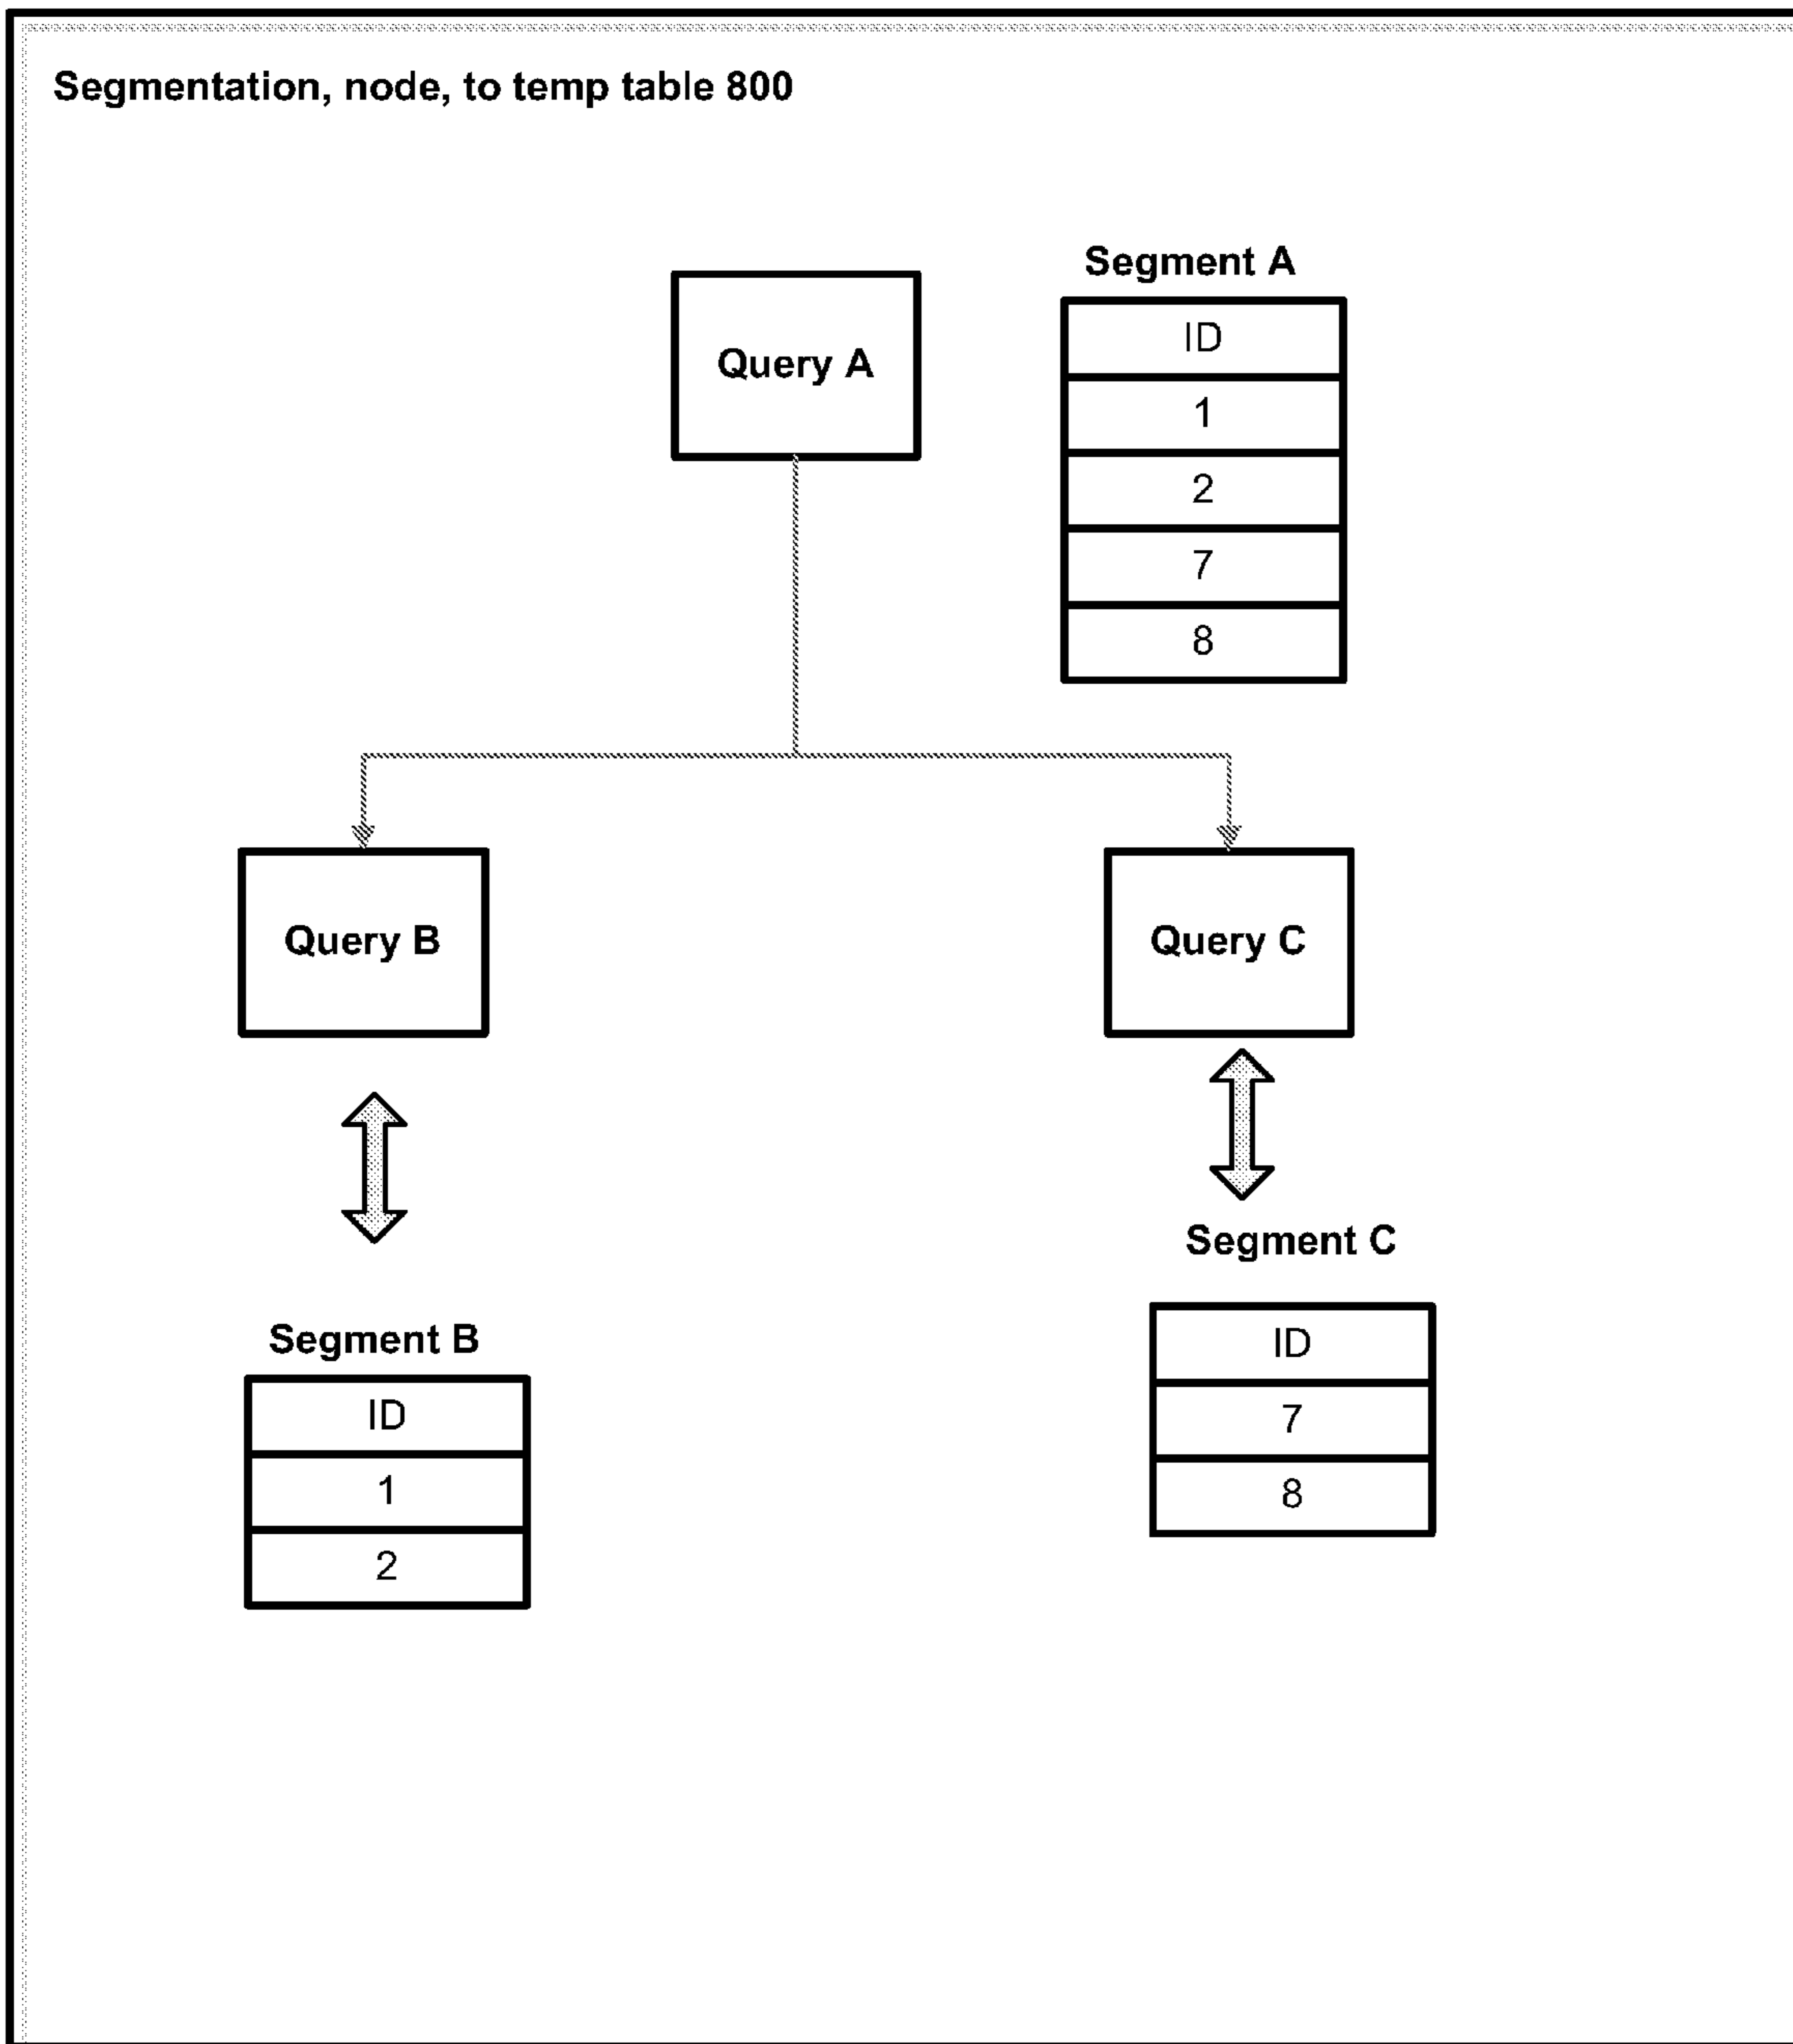 Segmentation, node, to temp table 800
Segment A
Query A
ID
1
2
7
8
Query B
Query C
Segment C
Segment B
ID
7
8
ID
1
2